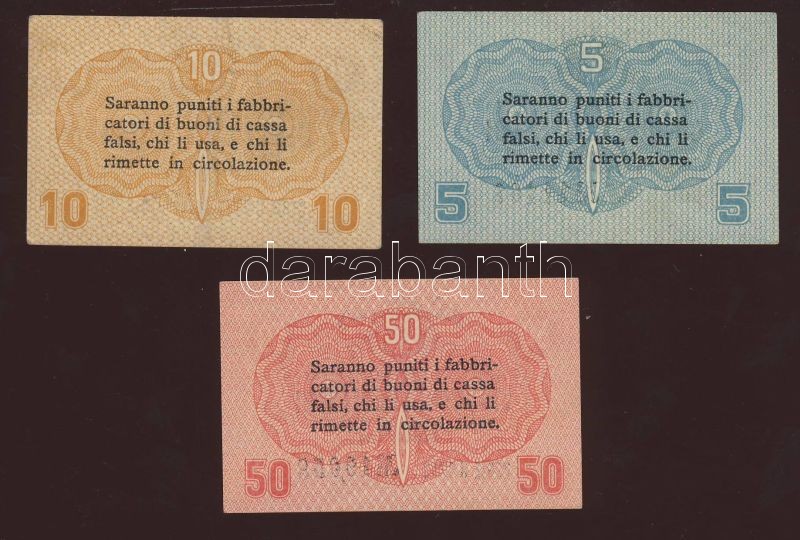 10
Saranno puniti i fabbri-
catori di buoni di cassa
falsi, chi li usa, e chi li
rimette in circolazione.
10 10
5
Saranno puniti i fabbri-
catori di buoni di cassa
falsi, chi li usa, e chi li
rimette in circolazione.
5 5
darabanth
50
Saranno puniti i fabbri-
catori di buoni di cassa
falsi, chi li usa, e chi li
rimette in circolazione.
50 50